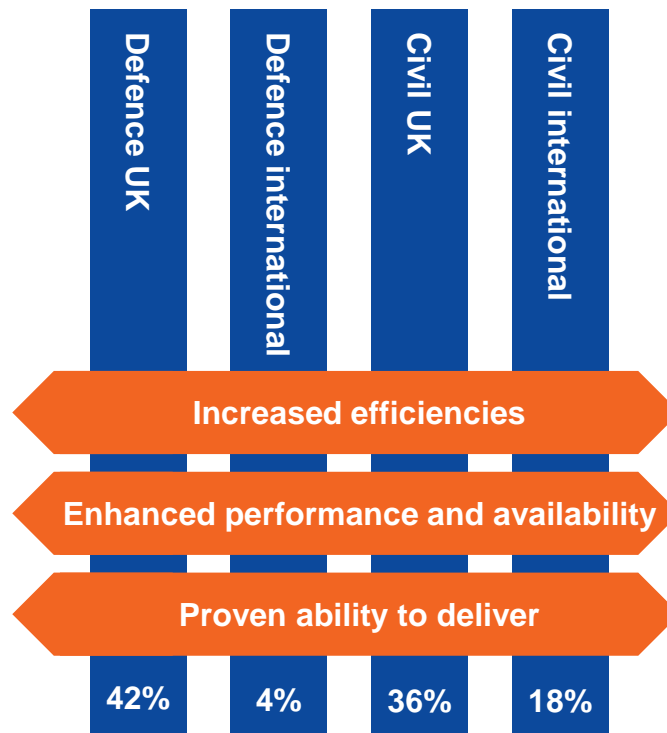 Defence UK
Defence international
Civil UK
Civil international
Increased efficiencies
Enhanced performance and availability
Proven ability to deliver
42%
4%
36%
18%